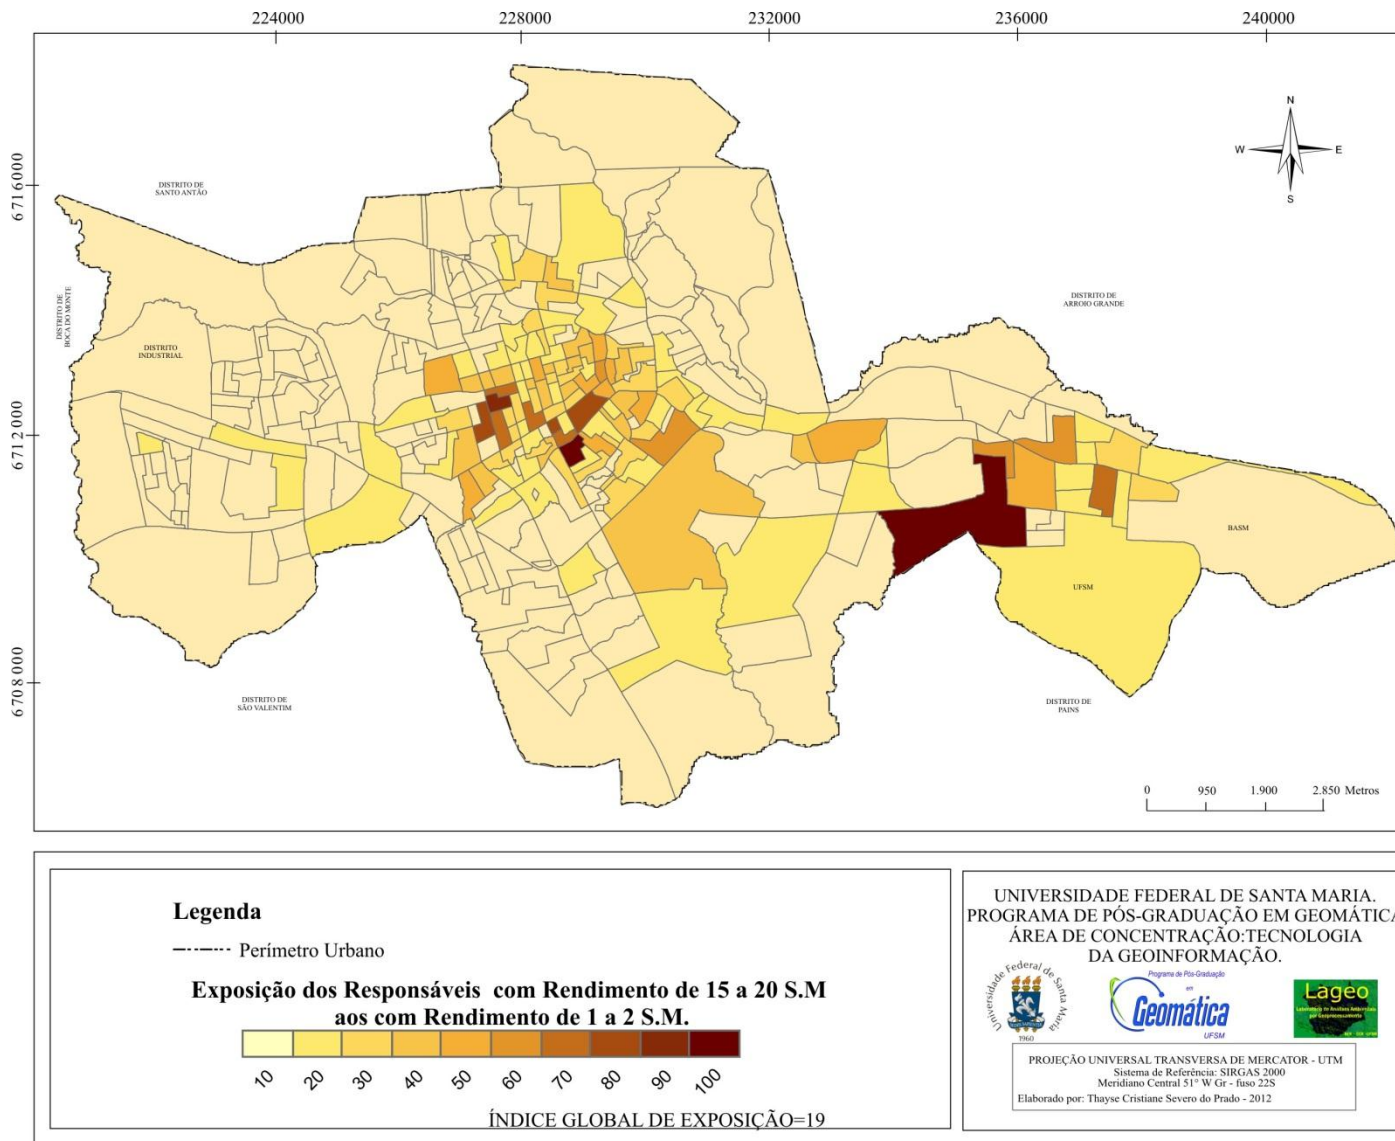 224000 228000 232000 236000 240000
6716000
6712000
6708000
N
W E
S
DISTRITO DE
SANTO ANTÃO
DISTRITO DE
BOCA DO MONTE
DISTRITO
INDUSTRIAL
DISTRITO DE
ARROIO GRANDE
BASM
UFSM
DISTRITO DE
SÃO VALENTIM
DISTRITO DE
PAINS
0 950 1.900 2.850 Metros
Legenda
Perímetro Urbano
Exposição dos Responsáveis com Rendimento de 15 a 20 S.M
aos com Rendimento de 1 a 2 S.M.
10 20 30 40 50 60 70 80 90 100
ÍNDICE GLOBAL DE EXPOSIÇÃO=19
UNIVERSIDADE FEDERAL DE SANTA MARIA.
PROGRAMA DE PÓS-GRADUAÇÃO EM GEOMÁTICA
ÁREA DE CONCENTRAÇÃO:TECNOLOGIA
DA GEOINFORMAÇÃO.
Universidade Federal de Santa Maria
1960
Programa de Pós-Graduação
em
Geomática
UFSM
Lageo
PROJEÇÃO UNIVERSAL TRANSVERSA DE MERCATOR - UTM
Sistema de Referência: SIRGAS 2000
Meridiano Central 51° W Gr - fuso 22S
Elaborado por: Thayse Cristiane Severo do Prado - 2012